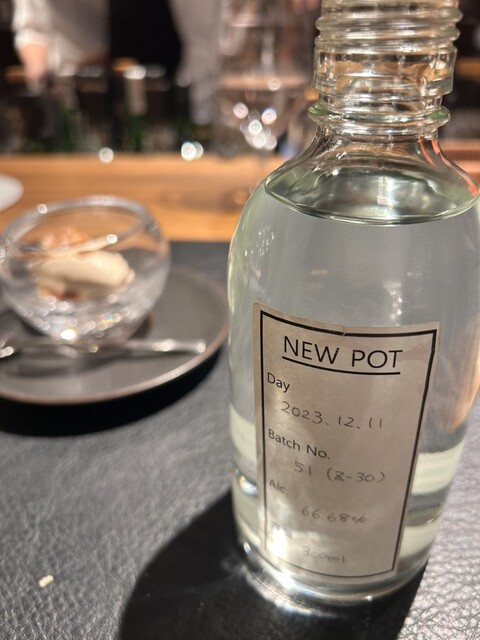 NEW POT
Day
2023.12.11
Batch No.
51 (8-30)
Alc
66.68%
300ml